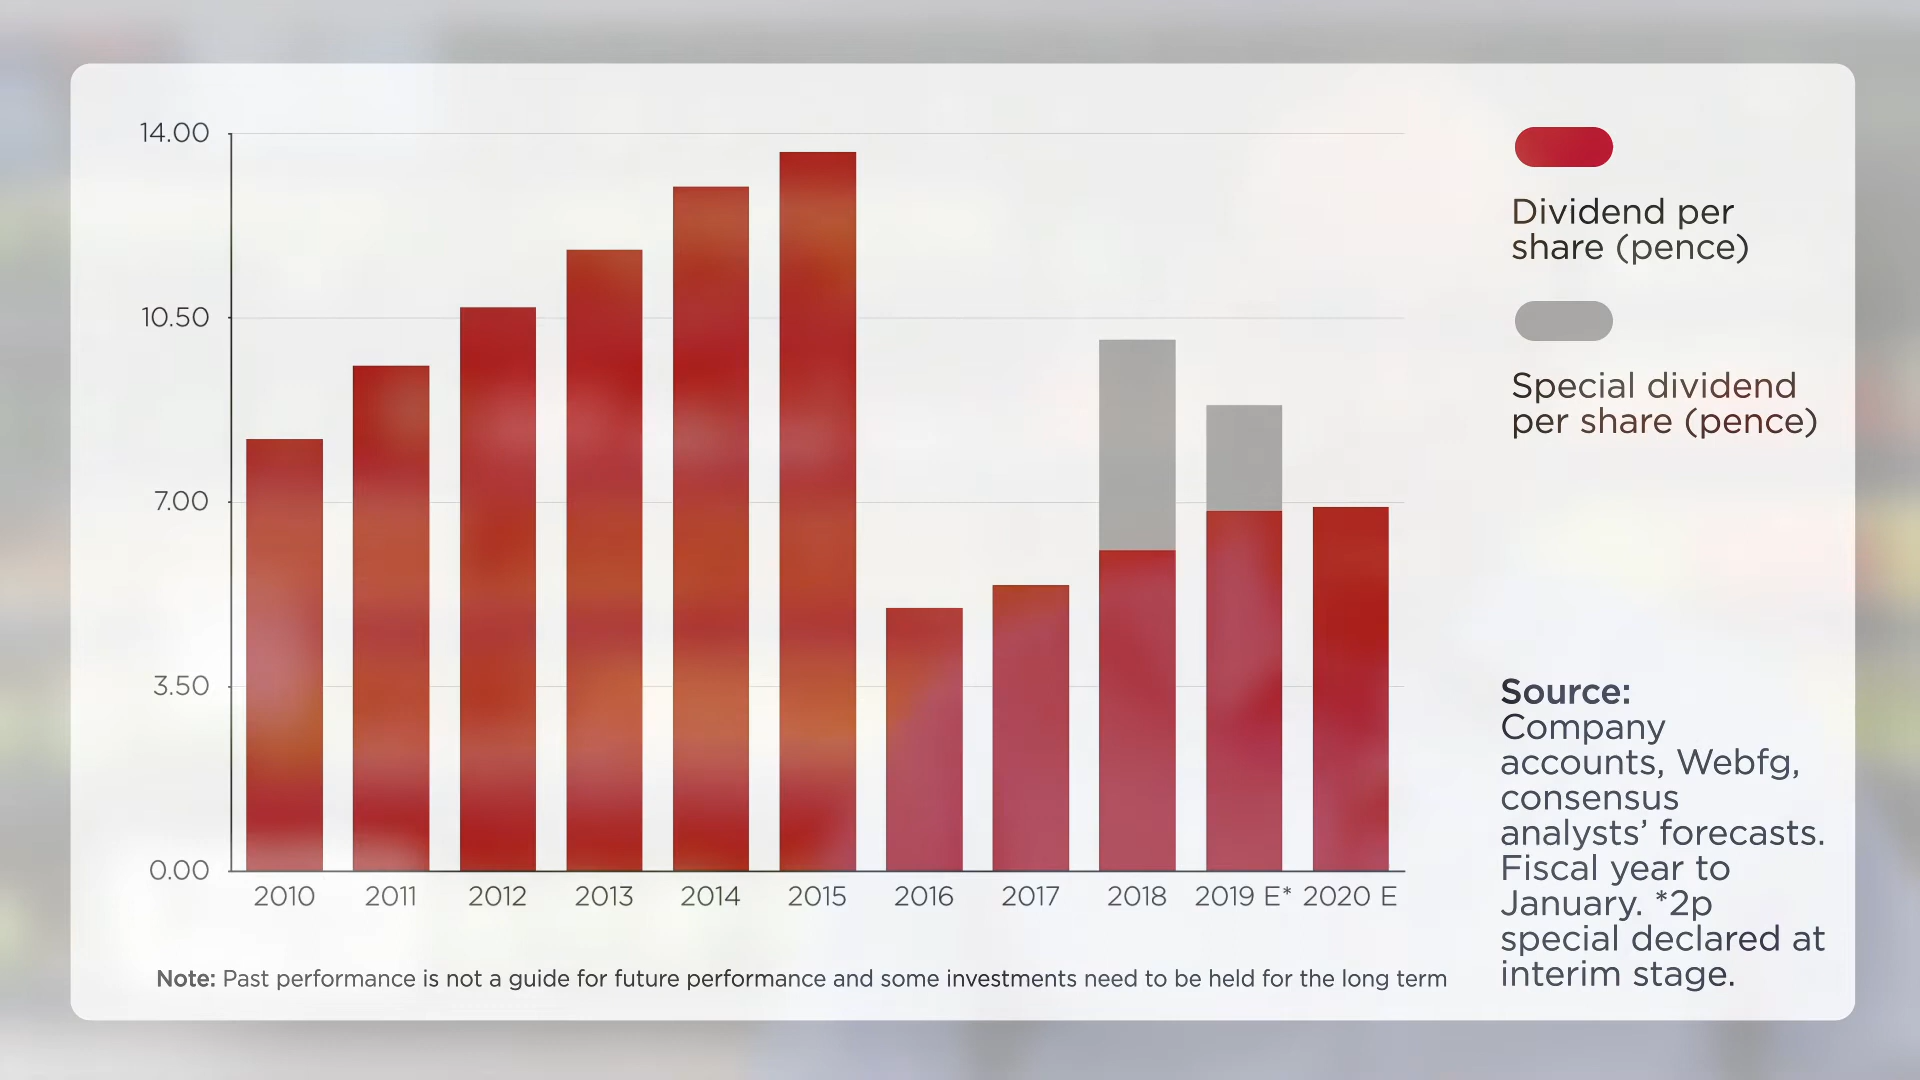 14.00
10.50
7.00
3.50
0.00
2010 2011 2012 2013 2014 2015 2016 2017 2018 2019 E* 2020 E
Note: Past performance is not a guide for future performance and some investments need to be held for the long term
Dividend per
share (pence)
Special dividend
per share (pence)
Source:
Company
accounts, Webfg,
consensus
analysts’ forecasts.
Fiscal year to
January. *2p
special declared at
interim stage.